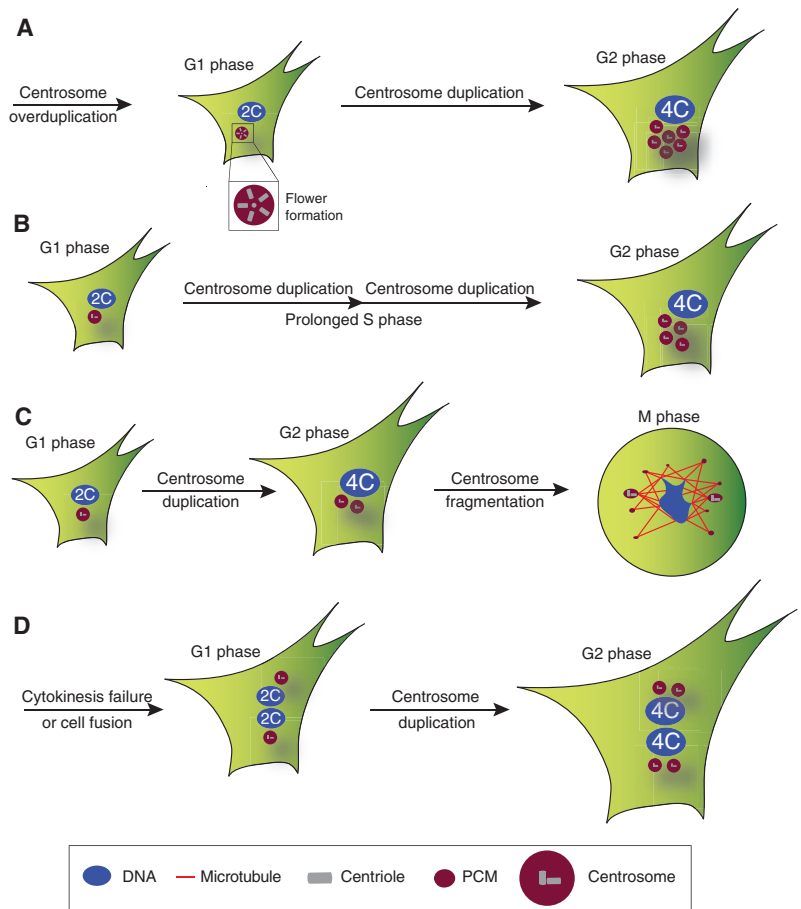 A
G1 phase
G2 phase
Centrosome
overduplication
Centrosome duplication
2C
4C
Flower
formation
B
G1 phase
G2 phase
Centrosome duplication
Centrosome duplication
Prolonged S phase
2C
4C
C
G1 phase
G2 phase
M phase
Centrosome
duplication
Centrosome
fragmentation
2C
4C
D
G1 phase
G2 phase
Cytokinesis failure
or cell fusion
Centrosome
duplication
2C
2C
4C
4C
DNA
Microtubule
Centriole
PCM
Centrosome